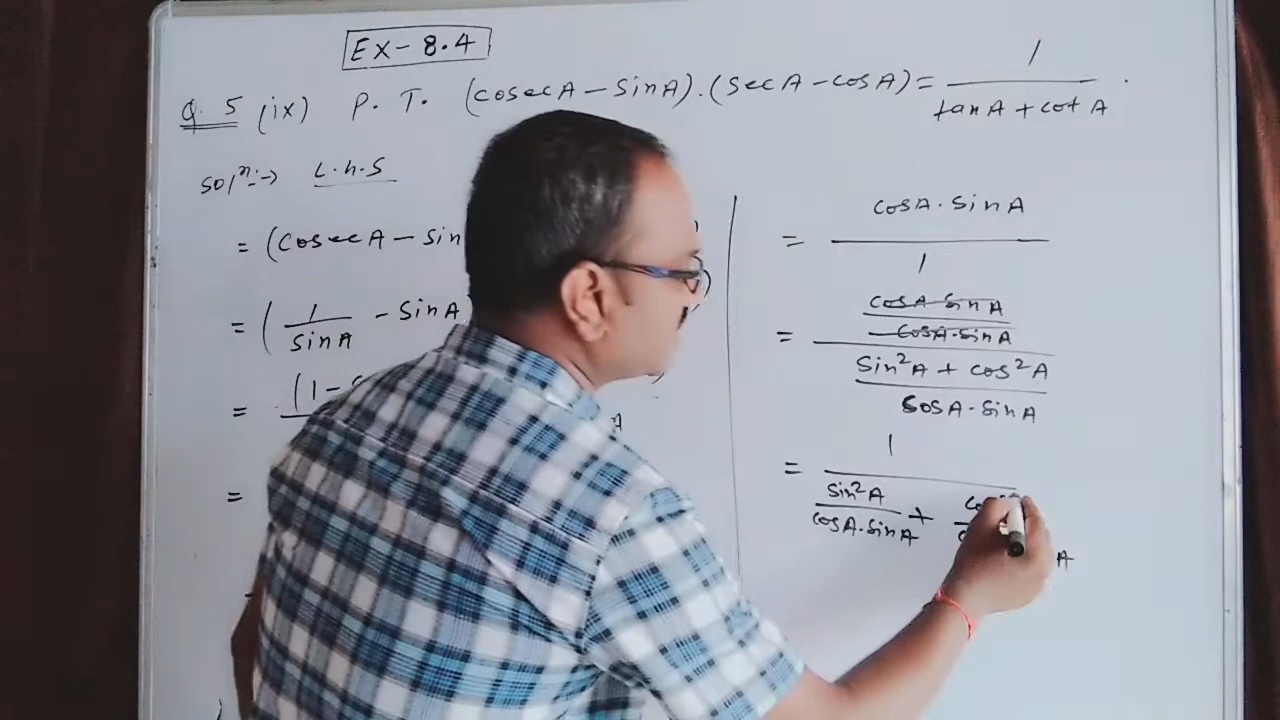 Ex-8.4
Q. 5 (ix) P. T. (cosecA - sinA).(secA - cosA) = 1 / tanA + cotA .
Solⁿ:-> L.h.S
= (cosecA - sin
= ( 1 / sinA - sinA
= (1 -
=
= cosA.sinA / 1
= cosA.sinA / cosA.sinA / sin²A + cos²A / cosA.sinA
= 1 / sin²A / cosA.sinA +
A